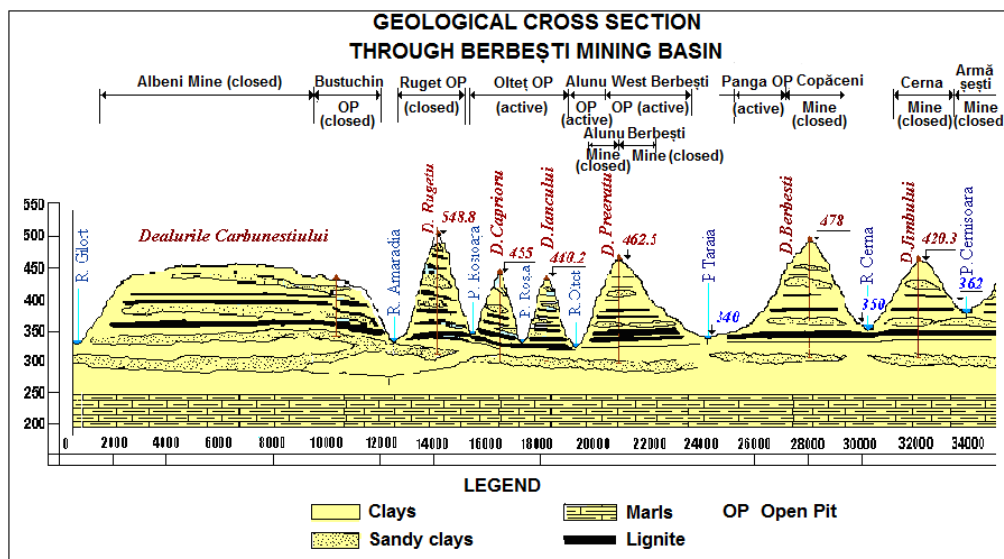 GEOLOGICAL CROSS SECTION
THROUGH BERBEȘTI MINING BASIN
Albeni Mine (closed)
Bustuchin
OP
(closed)
Ruget OP
(closed)
Olteț OP
(active)
Alunu
OP
(active)
West Berbești
OP (active)
Panga OP
(active)
Copăceni
Mine
(closed)
Cerna
Mine
(closed)
Armă
șești
Mine
(closed)
Alunu
Mine
(closed)
Berbești
Mine (closed)
550
500
450
400
350
300
250
200
R. Gilort
Dealurile Carbunestiului
R. Amaradia
D. Rugetu
548.8
P. Rosioara
D. Caprioru
455
P. Rosia
D. Iancului
440.2
R. Oltet
D. Preeratu
462.5
P Taraia
340
D.Berbesti
478
R. Cerna
350
D.Jimbului
420.3
P. Cernisoara
362
0 2000 4000 6000 8000 10000 12000 14000 16000 18000 20000 22000 24000 26000 28000 30000 32000 34000
LEGEND
Clays
Marls
OP Open Pit
Sandy clays
Lignite